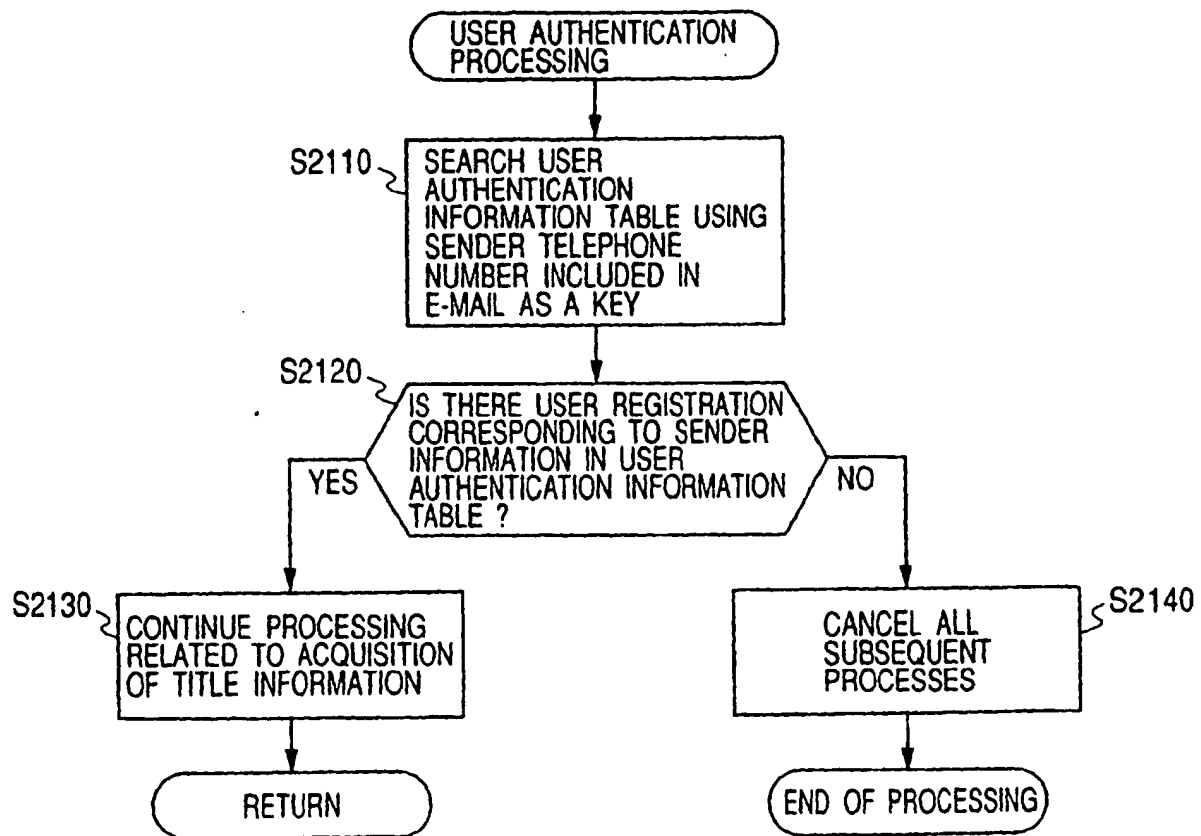 USER AUTHENTICATION
PROCESSING
S2110
SEARCH USER
AUTHENTICATION
INFORMATION TABLE USING
SENDER TELEPHONE
NUMBER INCLUDED IN
E-MAIL AS A KEY
S2120
IS THERE USER REGISTRATION
CORRESPONDING TO SENDER
INFORMATION IN USER
AUTHENTICATION INFORMATION
TABLE ?
YES
NO
S2130
CONTINUE PROCESSING
RELATED TO ACQUISITION
OF TITLE INFORMATION
S2140
CANCEL ALL
SUBSEQUENT
PROCESSES
RETURN
END OF PROCESSING